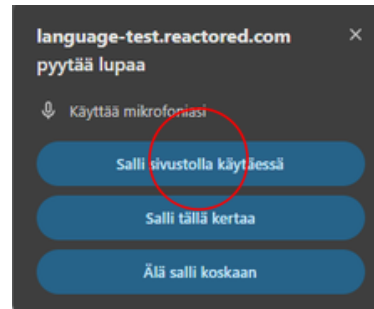 language-test.reactored.com
pyytää lupaa
Käyttää mikrofoniasi
Salli sivustolla käytäessä
Salli tällä kertaa
Älä salli koskaan